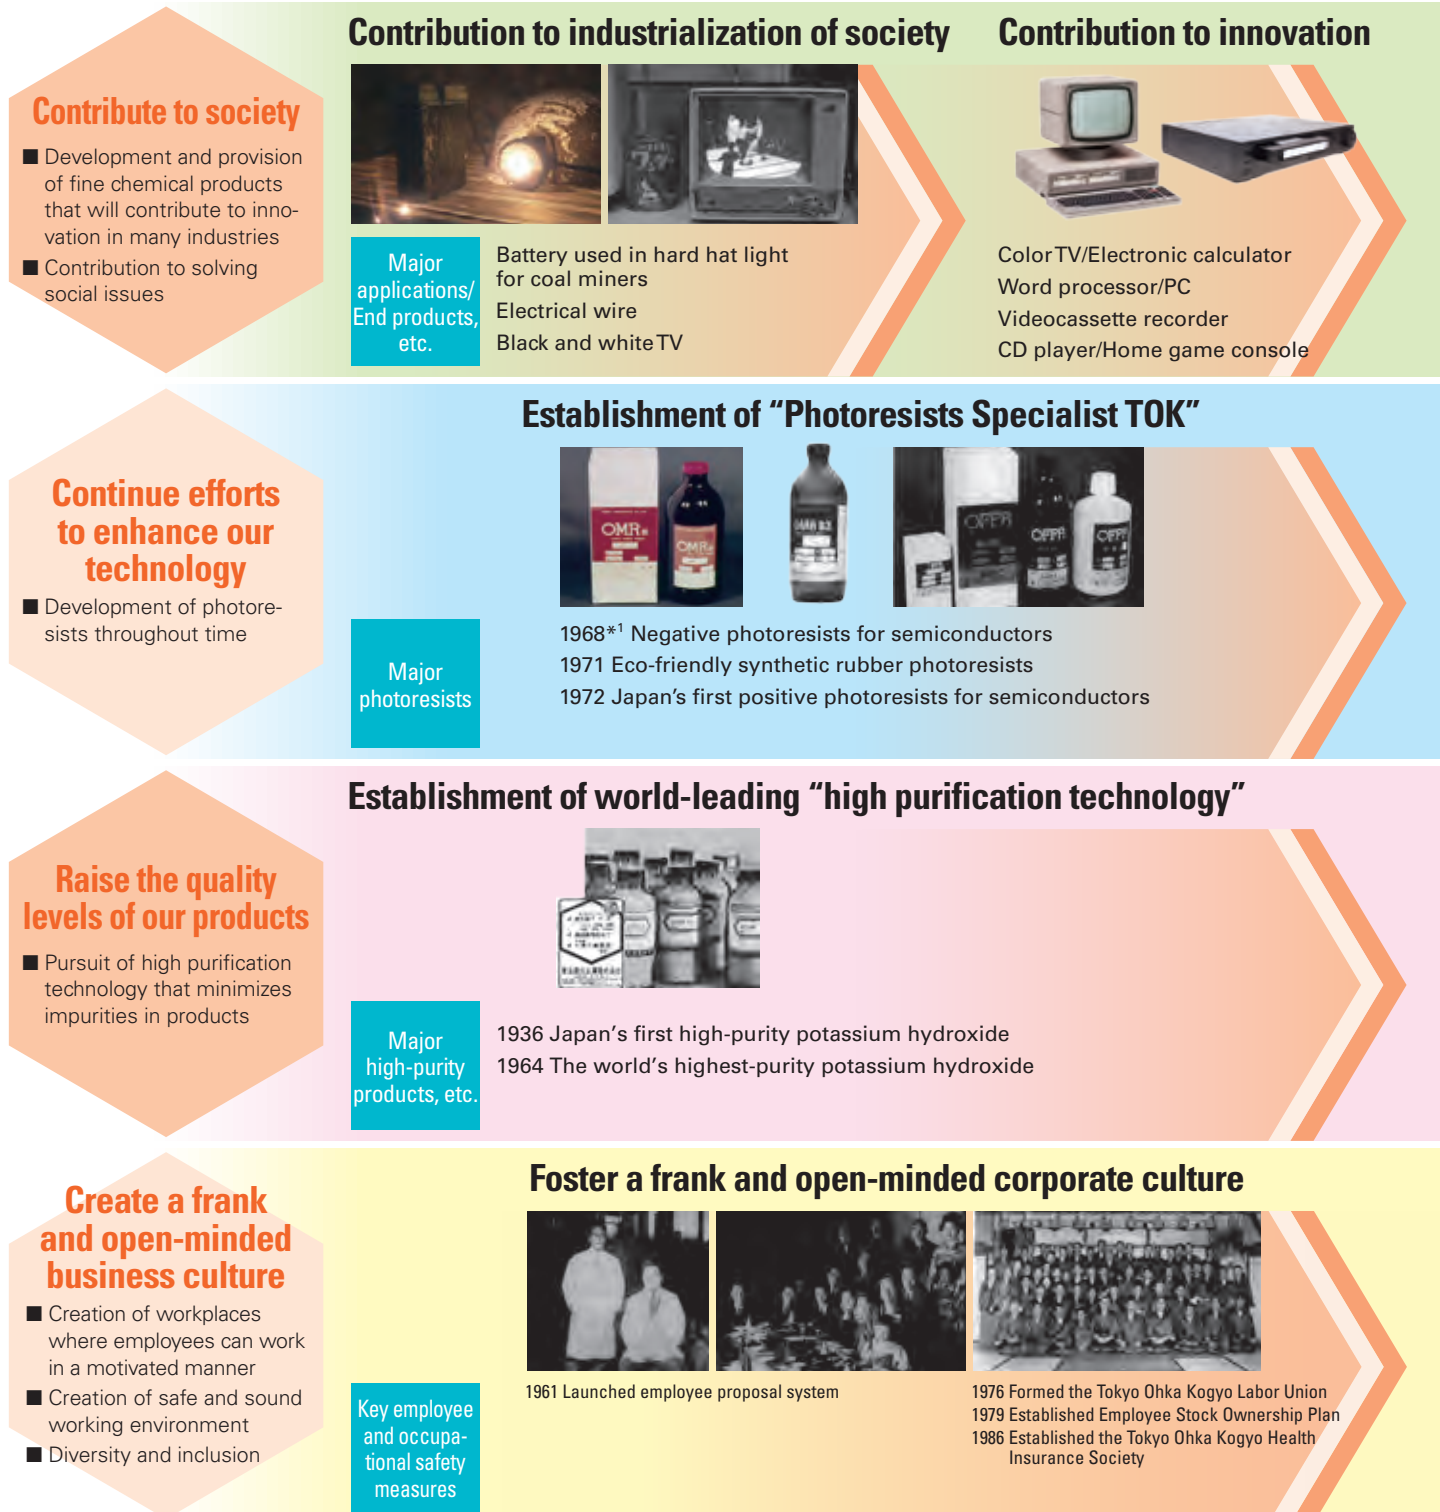 Contribute to society
■ Development and provision
of fine chemical products
that will contribute to inno-
vation in many industries
■ Contribution to solving
social issues
Contribution to industrialization of society
Contribution to innovation
Major
applications/
End products,
etc.
Battery used in hard hat light
for coal miners
Electrical wire
Black and white TV
Color TV/Electronic calculator
Word processor/PC
Videocassette recorder
CD player/Home game console
Continue efforts
to enhance our
technology
■ Development of photore-
sists throughout time
Establishment of “Photoresists Specialist TOK”
OMR
OMR
OMR 83
OFPR
OFPR
Major
photoresists
1968*1 Negative photoresists for semiconductors
1971 Eco-friendly synthetic rubber photoresists
1972 Japan’s first positive photoresists for semiconductors
Raise the quality
levels of our products
■ Pursuit of high purification
technology that minimizes
impurities in products
Establishment of world-leading “high purification technology”
Major
high-purity
products, etc.
1936 Japan’s first high-purity potassium hydroxide
1964 The world’s highest-purity potassium hydroxide
Create a frank
and open-minded
business culture
■ Creation of workplaces
where employees can work
in a motivated manner
■ Creation of safe and sound
working environment
■ Diversity and inclusion
Foster a frank and open-minded corporate culture
Key employee
and occupa-
tional safety
measures
1961 Launched employee proposal system
1976 Formed the Tokyo Ohka Kogyo Labor Union
1979 Established Employee Stock Ownership Plan
1986 Established the Tokyo Ohka Kogyo Health
Insurance Society